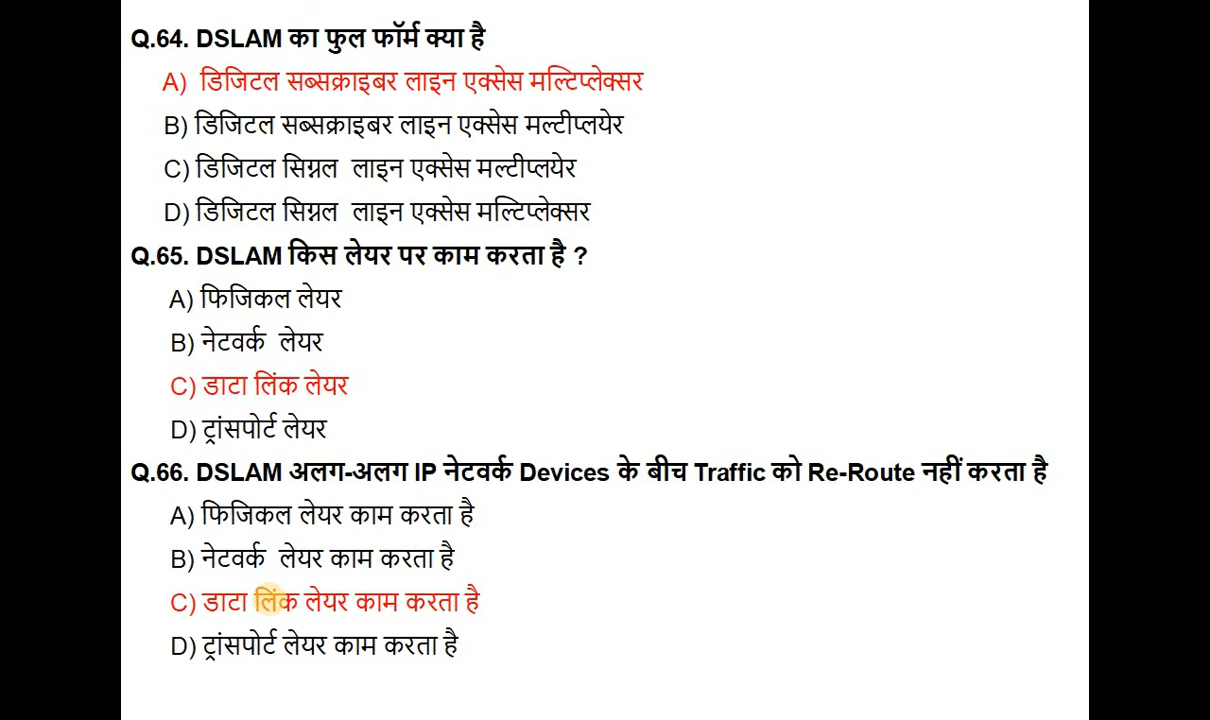 Q.64. DSLAM का फुल फॉर्म क्या है
A) डिजिटल सब्सक्राइबर लाइन एक्सेस मल्टिप्लेक्सर
B) डिजिटल सब्सक्राइबर लाइन एक्सेस मल्टीप्लयेर
C) डिजिटल सिग्नल लाइन एक्सेस मल्टीप्लयेर
D) डिजिटल सिग्नल लाइन एक्सेस मल्टिप्लेक्सर
Q.65. DSLAM किस लेयर पर काम करता है ?
A) फिजिकल लेयर
B) नेटवर्क लेयर
C) डाटा लिंक लेयर
D) ट्रांसपोर्ट लेयर
Q.66. DSLAM अलग-अलग IP नेटवर्क Devices के बीच Traffic को Re-Route नहीं करता है
A) फिजिकल लेयर काम करता है
B) नेटवर्क लेयर काम करता है
C) डाटा लिंक लेयर काम करता है
D) ट्रांसपोर्ट लेयर काम करता है